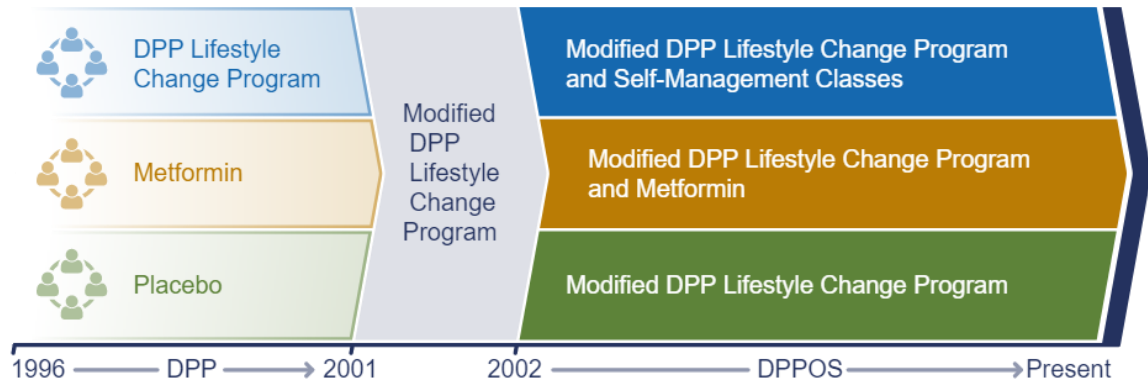 DPP Lifestyle
Change Program
Metformin
Placebo
Modified
DPP
Lifestyle
Change
Program
Modified DPP Lifestyle Change Program
and Self-Management Classes
Modified DPP Lifestyle Change Program
and Metformin
Modified DPP Lifestyle Change Program
1996 DPP 2001 2002 DPPOS Present